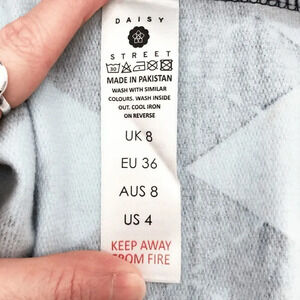 DAISY
STREET
30
MADE IN PAKISTAN
WASH WITH SIMILAR
COLOURS. WASH INSIDE
OUT. COOL IRON
ON REVERSE
UK 8
EU 36
AUS 8
US 4
KEEP AWAY
FROM FIRE